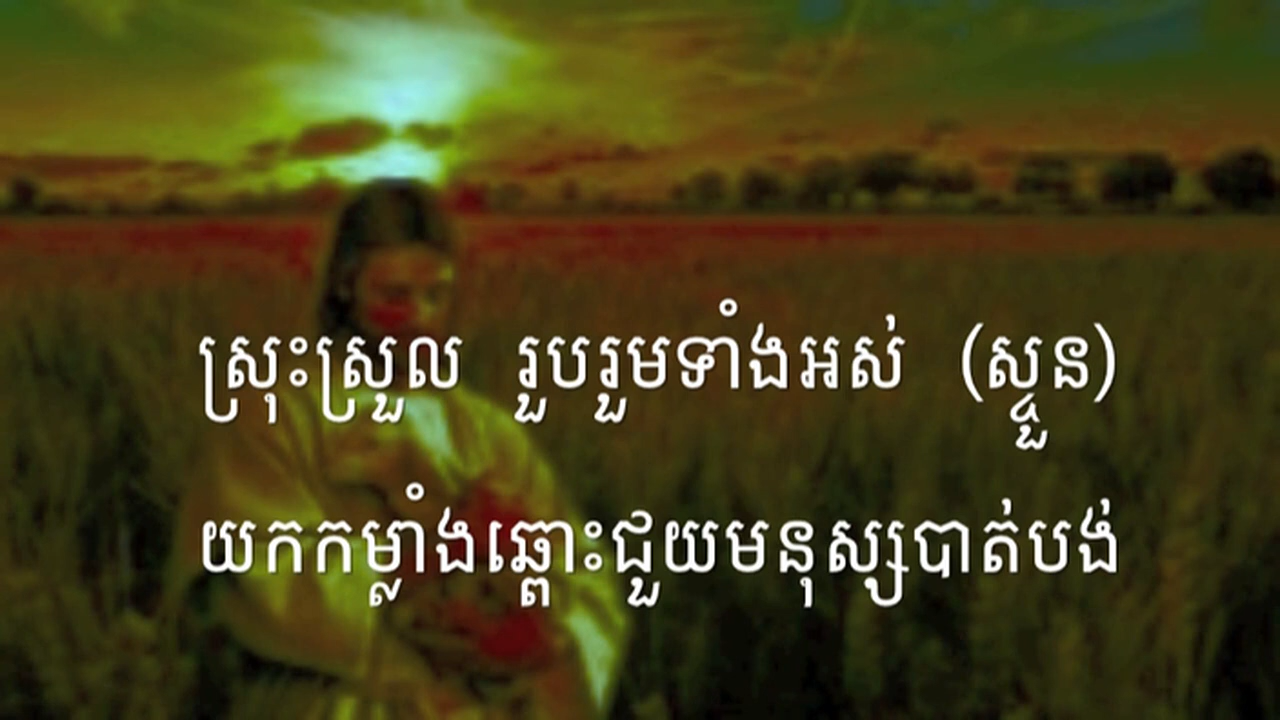 ស្រុះស្រួល រួបរួមទាំងអស់ (ស្ទួន)
យកកម្លាំងឆ្ពោះជួយមនុស្សបាត់បង់